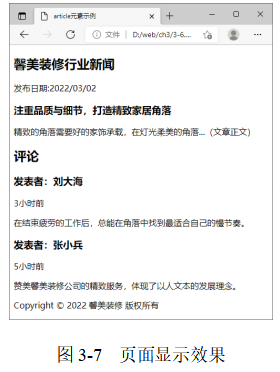 article元素示例
文件 | D:/web/ch3/3-6....
馨美装修行业新闻
发布日期:2022/03/02
注重品质与细节，打造精致家居角落
精致的角落需要好的家饰承载，在灯光柔美的角落...（文章正文）
评论
发表者：刘大海
3小时前
在结束疲劳的工作后，总能在角落中找到最适合自己的慢节奏。
发表者：张小兵
5小时前
赞美馨美装修公司的精致服务，体现了以人文本的发展理念。
Copyright © 2022 馨美装修 版权所有
图 3-7 页面显示效果